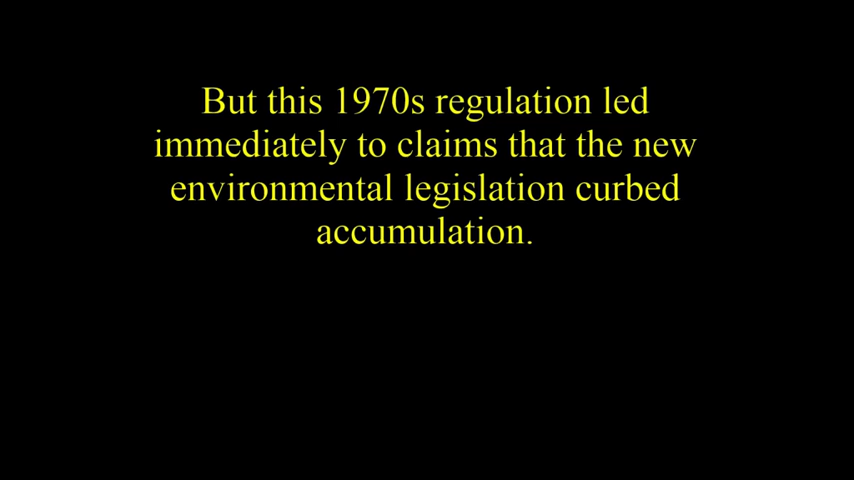 But this 1970s regulation led
immediately to claims that the new
environmental legislation curbed
accumulation.